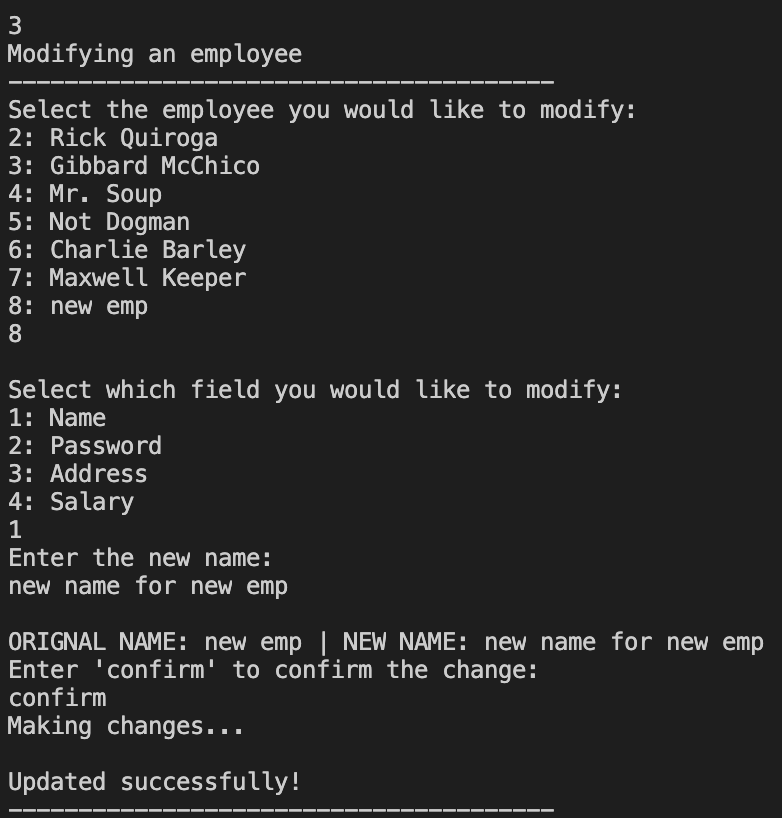 3
Modifying an employee
---------------------------------------
Select the employee you would like to modify:
2: Rick Quiroga
3: Gibbard McChico
4: Mr. Soup
5: Not Dogman
6: Charlie Barley
7: Maxwell Keeper
8: new emp
8
Select which field you would like to modify:
1: Name
2: Password
3: Address
4: Salary
1
Enter the new name:
new name for new emp
ORIGNAL NAME: new emp | NEW NAME: new name for new emp
Enter 'confirm' to confirm the change:
confirm
Making changes...
Updated successfully!
---------------------------------------